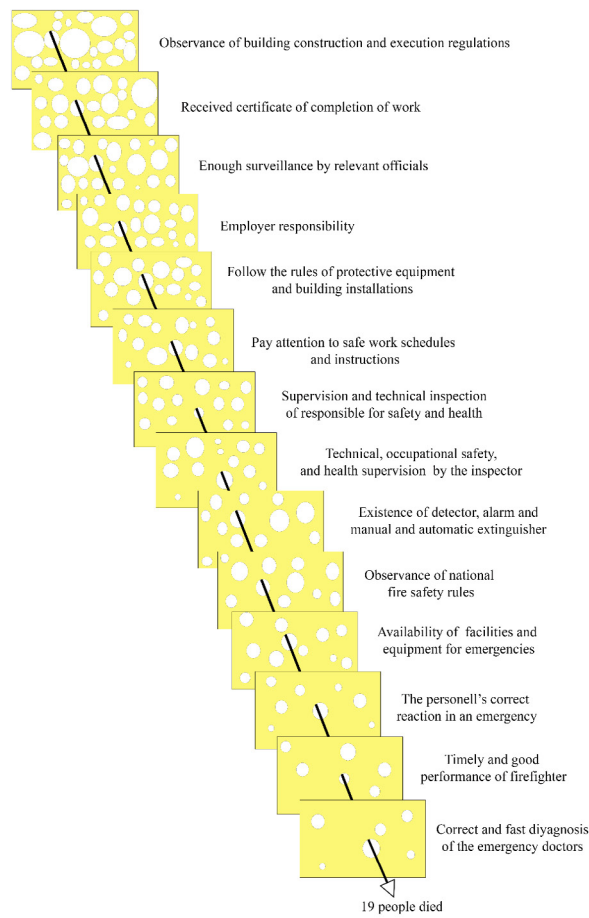 Observance of building construction and execution regulations
Received certificate of completion of work
Enough surveillance by relevant officials
Employer responsibility
Follow the rules of protective equipment
and building installations
Pay attention to safe work schedules
and instructions
Supervision and technical inspection
of responsible for safety and health
Technical, occupational safety,
and health supervision by the inspector
Existence of detector, alarm and
manual and automatic extinguisher
Observance of national
fire safety rules
Availability of facilities and
equipment for emergencies
The personell's correct
reaction in an emergency
Timely and good
performance of firefighter
Correct and fast diyagnosis
of the emergency doctors
19 people died